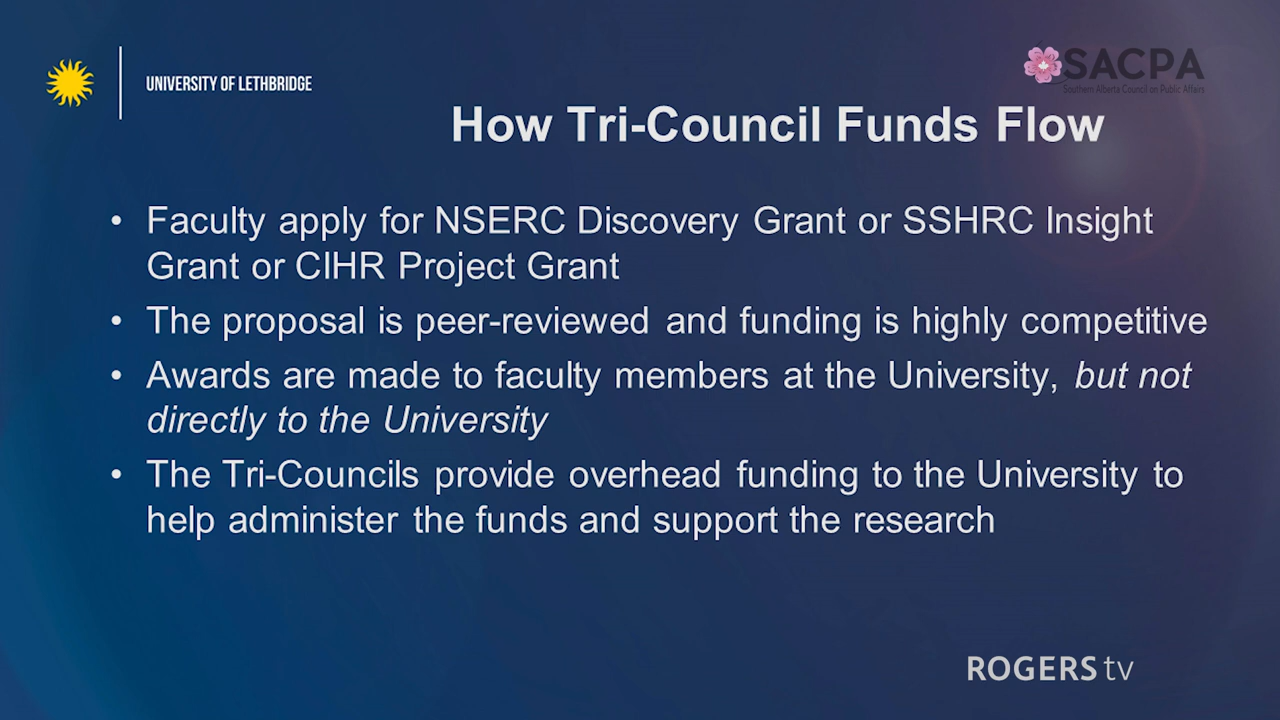 UNIVERSITY OF LETHBRIDGE
SACPA
Southern Alberta Council on Public Affairs
How Tri-Council Funds Flow
• Faculty apply for NSERC Discovery Grant or SSHRC Insight
Grant or CIHR Project Grant
• The proposal is peer-reviewed and funding is highly competitive
• Awards are made to faculty members at the University, but not
directly to the University
• The Tri-Councils provide overhead funding to the University to
help administer the funds and support the research
ROGERS tv